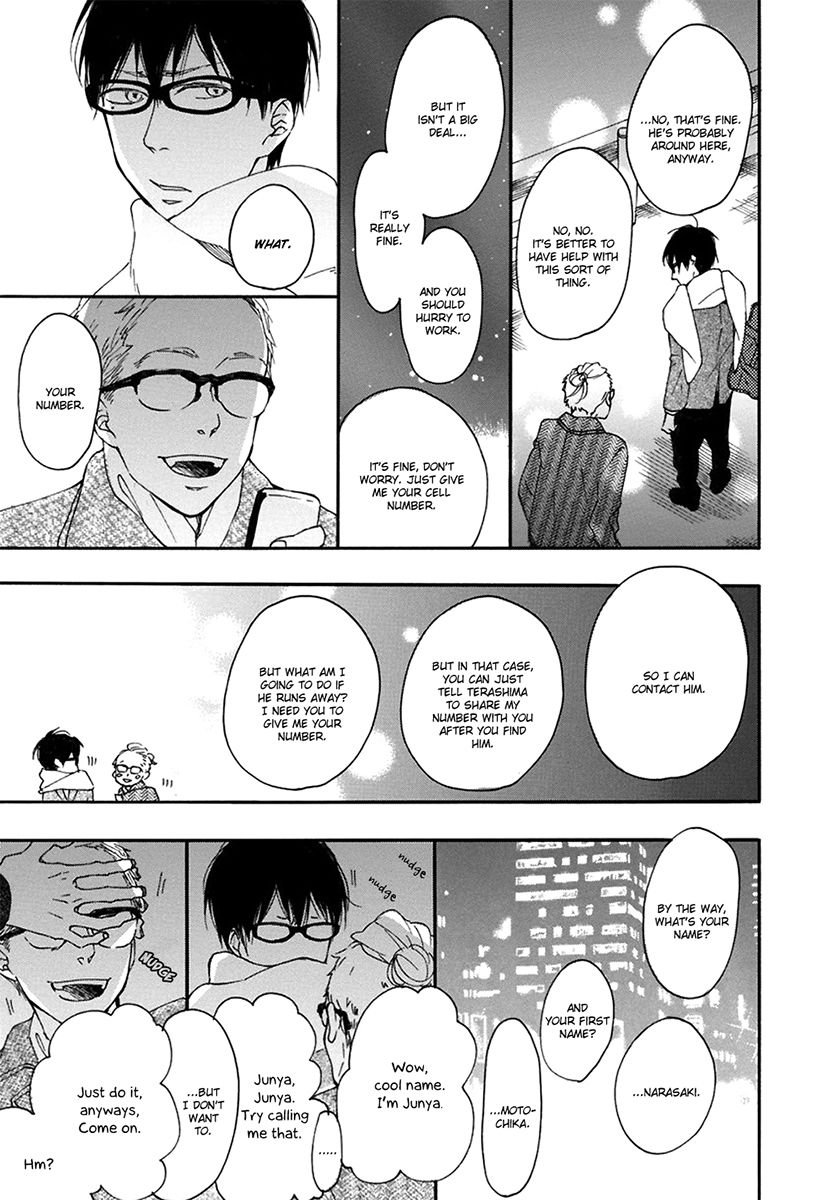 ...NO, THAT'S FINE.
HE'S PROBABLY
AROUND HERE,
ANYWAY.
NO, NO.
IT'S BETTER TO
HAVE HELP WITH
THIS SORT OF
THING.
BUT IT
ISN'T A BIG
DEAL...
IT'S
REALLY
FINE.
AND YOU
SHOULD
HURRY TO
WORK.
IT'S FINE, DON'T
WORRY. JUST GIVE
ME YOUR CELL
NUMBER.
WHAT.
YOUR
NUMBER.
SO I CAN
CONTACT HIM.
BUT IN THAT CASE,
YOU CAN JUST
TELL TERASHIMA
TO SHARE MY
NUMBER WITH YOU
AFTER YOU FIND
HIM.
BUT WHAT AM I
GOING TO DO IF
HE RUNS AWAY?
I NEED YOU TO
GIVE ME YOUR
NUMBER.
BY THE WAY,
WHAT'S YOUR
NAME?
...NARASAKI.
AND
YOUR FIRST
NAME?
...MOTO-
CHIKA.
Wow,
cool name.
I'm Junya.
nudge
nudge
Junya,
Junya.
Try calling
me that.
.....
...BUT
I DON'T
WANT TO.
NUDGE
Just do it,
anyways,
Come on.
Hm?